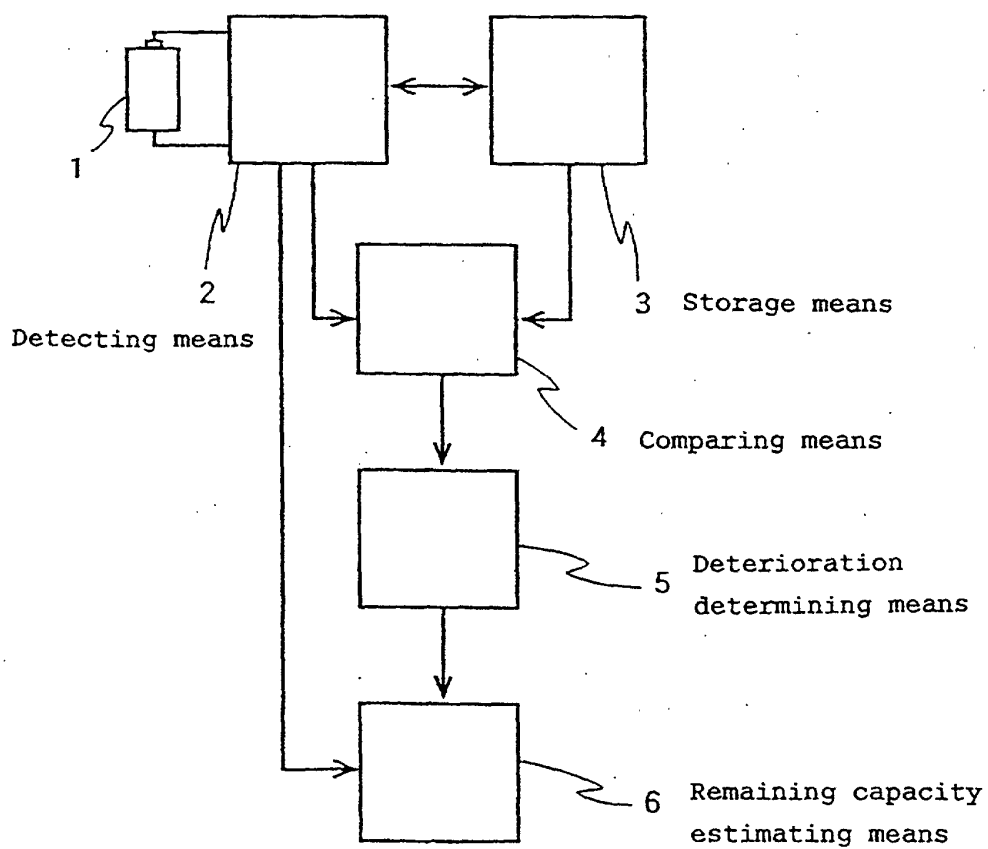 1
2
Detecting means
3 Storage means
4 Comparing means
5 Deterioration
determining means
6 Remaining capacity
estimating means